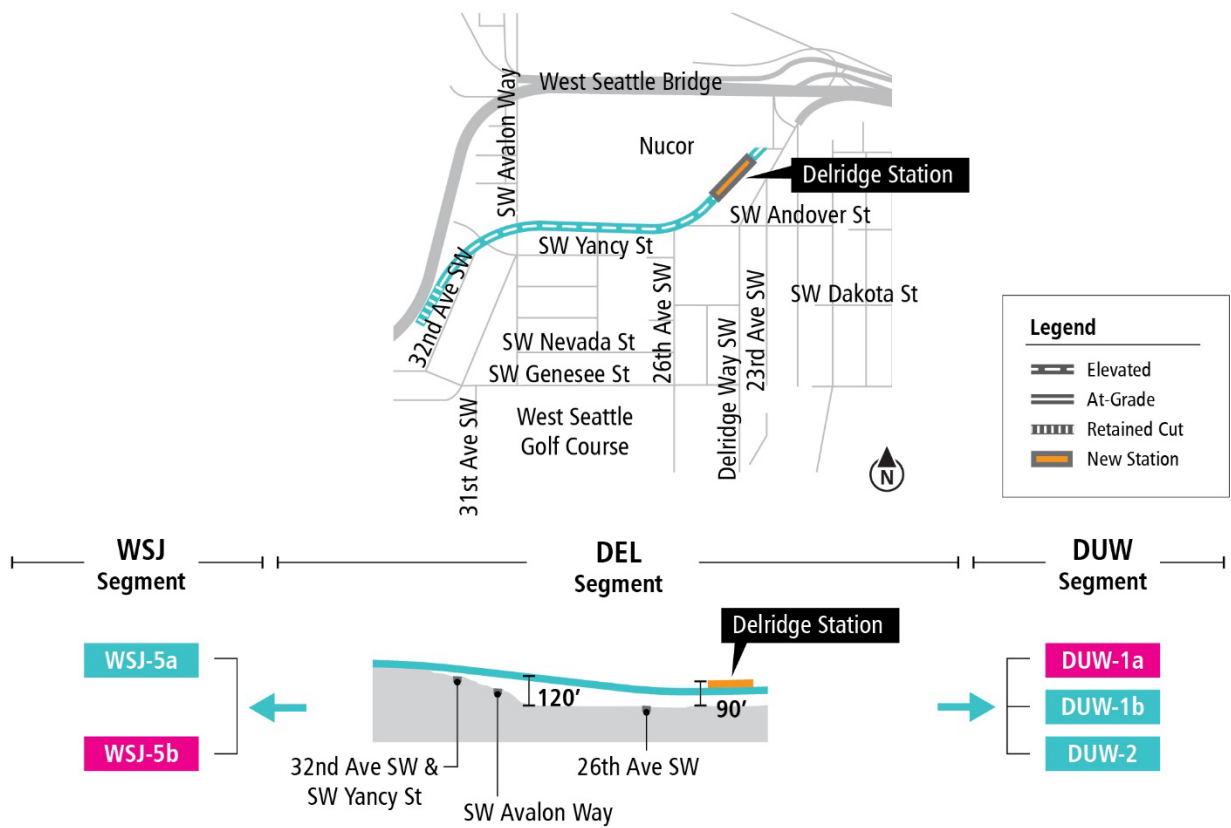 West Seattle Bridge
SW Avalon Way
Nucor
Delridge Station
SW Andover St
SW Yancy St
32nd Ave SW
26th Ave SW
23rd Ave SW
SW Dakota St
SW Nevada St
SW Genesee St
Delridge Way SW
31st Ave SW
West Seattle
Golf Course
N
Legend
Elevated
At-Grade
Retained Cut
New Station
WSJ
Segment
DEL
Segment
DUW
Segment
Delridge Station
WSJ-5a
WSJ-5b
120’
90’
32nd Ave SW &
SW Yancy St
SW Avalon Way
26th Ave SW
DUW-1a
DUW-1b
DUW-2